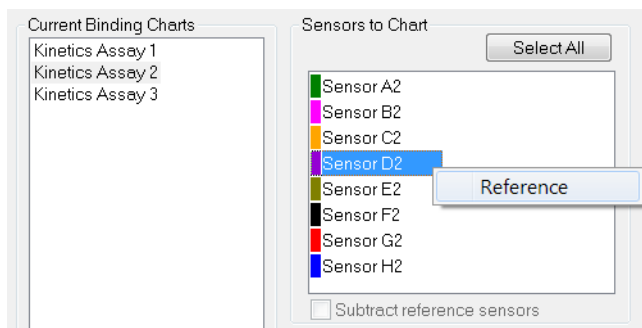 Current Binding Charts
Kinetics Assay 1
Kinetics Assay 2
Kinetics Assay 3
Sensors to Chart
Select All
Sensor A2
Sensor B2
Sensor C2
Sensor D2
Reference
Sensor E2
Sensor F2
Sensor G2
Sensor H2
Subtract reference sensors